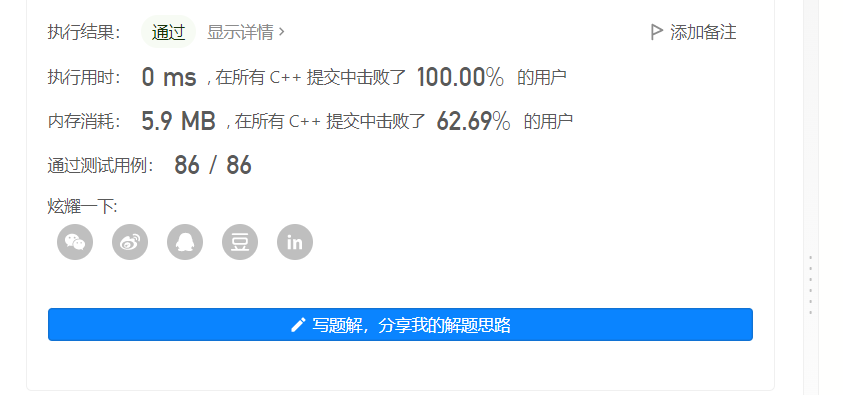 执行结果： 通过 显示详情 > 添加备注
执行用时： 0 ms , 在所有 C++ 提交中击败了 100.00% 的用户
内存消耗： 5.9 MB , 在所有 C++ 提交中击败了 62.69% 的用户
通过测试用例： 86 / 86
炫耀一下:
豆 in
写题解，分享我的解题思路